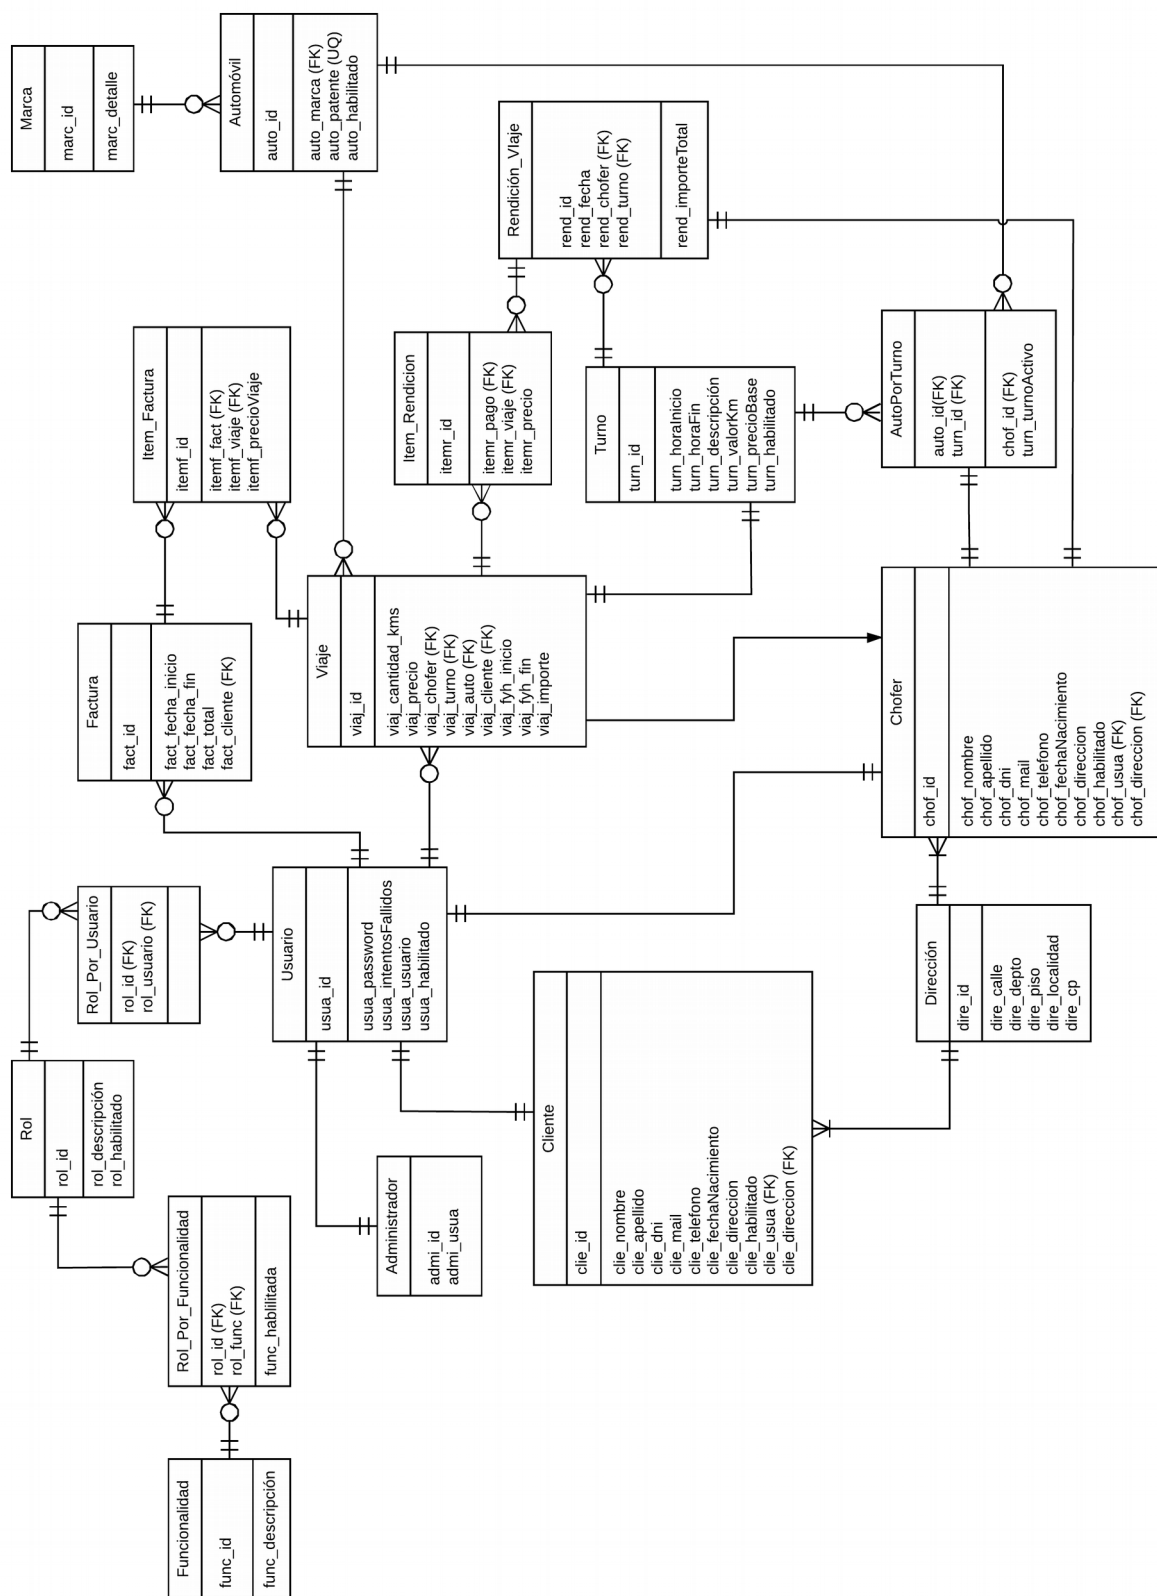 Rol
rol_id
rol_descripción
rol_habilitado
Marca
marc_id
marc_detalle
Rol_Por_Usuario
rol_id (FK)
rol_usuario (FK)
Factura
fact_id
fact_fecha_inicio
fact_fecha_fin
fact_total
fact_cliente (FK)
Item_Factura
itemf_id
itemf_fact (FK)
itemf_viaje (FK)
itemf_precioViaje
Funcionalidad
func_id
func_descripción
Rol_Por_Funcionalidad
rol_id (FK)
rol_func (FK)
func_hablilitada
Automóvil
auto_id
auto_marca (FK)
auto_patente (UQ)
auto_habilitado
Usuario
usua_id
usua_password
usua_intentosFallidos
usua_usuario
usua_habilitado
Viaje
viaj_id
viaj_cantidad_kms
viaj_precio
viaj_chofer (FK)
viaj_turno (FK)
viaj_auto (FK)
viaj_cliente (FK)
viaj_fyh_inicio
viaj_fyh_fin
viaj_importe
Administrador
admi_id
admi_usua
Item_Rendicion
itemr_id
itemr_pago (FK)
itemr_viaje (FK)
itemr_precio
Rendición_VIaje
rend_id
rend_fecha
rend_chofer (FK)
rend_turno (FK)
rend_importeTotal
Cliente
clie_id
clie_nombre
clie_apellido
clie_dni
clie_mail
clie_telefono
clie_fechaNacimiento
clie_direccion
clie_habilitado
clie_usua (FK)
clie_direccion (FK)
Turno
turn_id
turn_horaInicio
turn_horaFin
turn_descripción
turn_valorKm
turn_precioBase
turn_habilitado
Chofer
chof_id
chof_nombre
chof_apellido
chof_dni
chof_mail
chof_telefono
chof_fechaNacimiento
chof_direccion
chof_habilitado
chof_usua (FK)
chof_direccion (FK)
AutoPorTurno
auto_id(FK)
turn_id (FK)
chof_id (FK)
turn_turnoActivo
Dirección
dire_id
dire_calle
dire_depto
dire_piso
dire_localidad
dire_cp